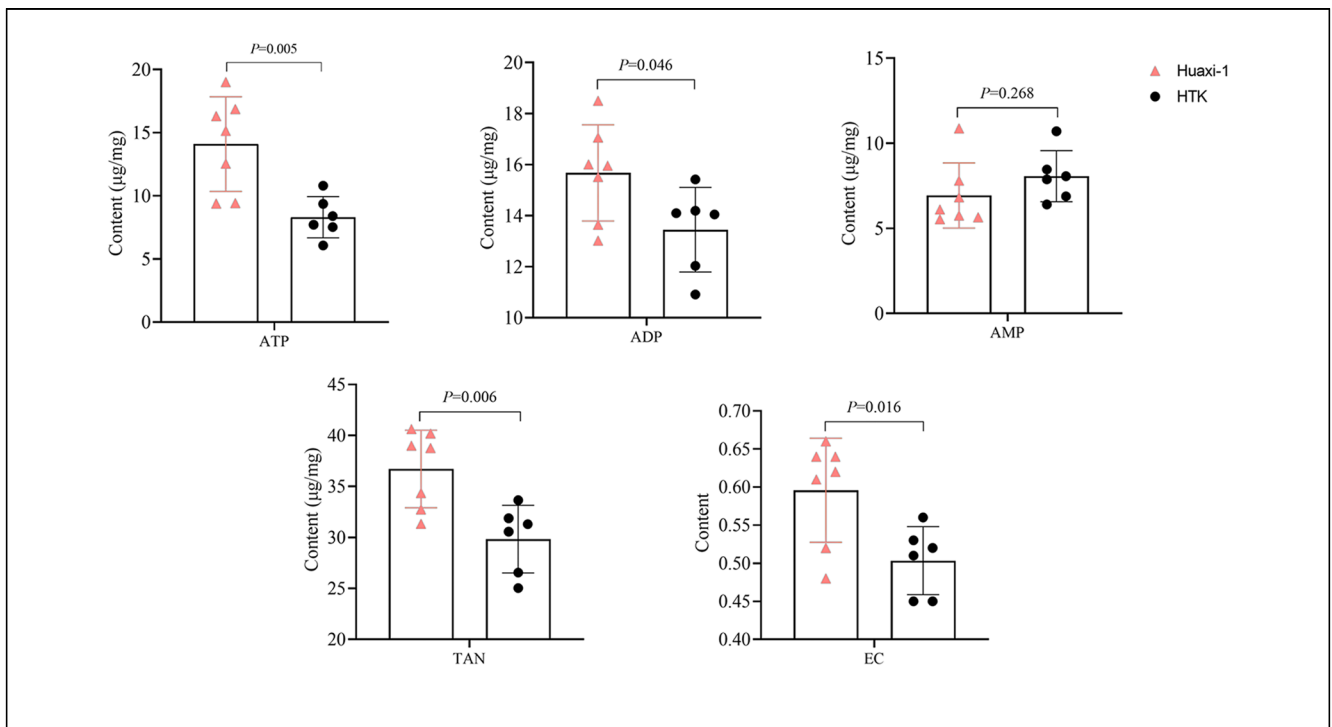 P=0.005
20
15
10
5
0
Content (μg/mg)
ATP
P=0.046
20
18
16
14
12
10
Content (μg/mg)
ADP
P=0.268
15
10
5
0
Content (μg/mg)
AMP
Huaxi-1
HTK
P=0.006
45
40
35
30
25
20
Content (μg/mg)
TAN
P=0.016
0.70
0.65
0.60
0.55
0.50
0.45
0.40
Content
EC